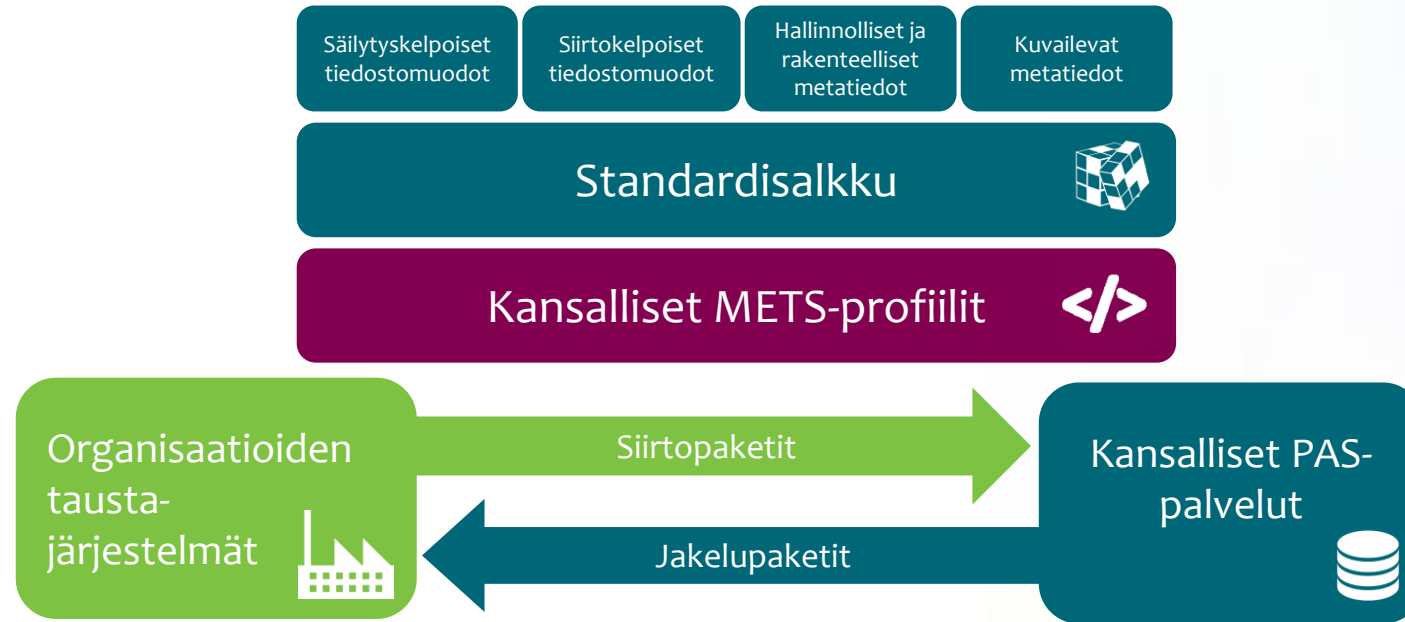 Säilytyskelpoiset
tiedostomuodot
Siirtokelpoiset
tiedostomuodot
Hallinnolliset ja
rakenteelliset
metatiedot
Kuvailevat
metatiedot
Standardisalkku
Kansalliset METS-profiilit
</>
Organisaatioiden
tausta-
järjestelmät
Siirtopaketit
Jakelupaketit
Kansalliset PAS-
palvelut